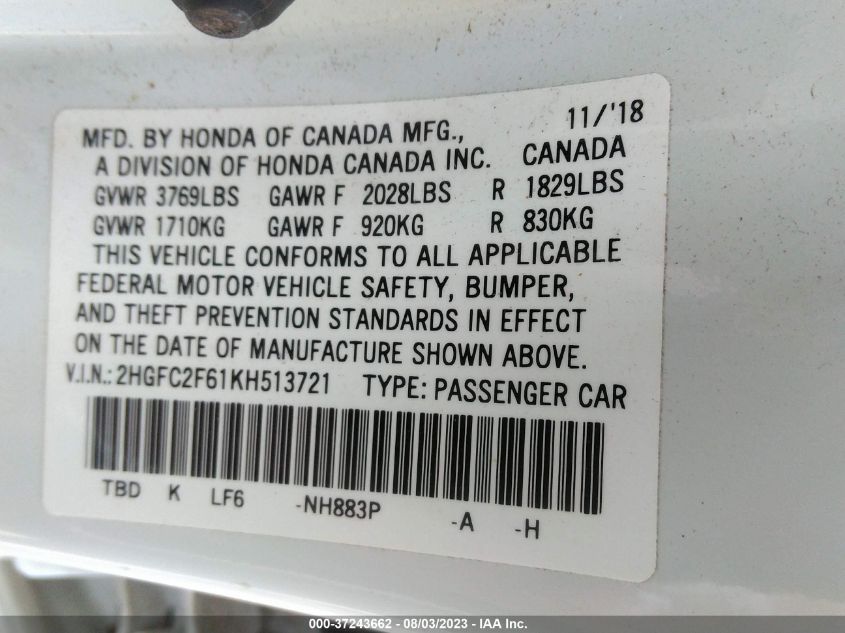 11/'18
MFD. BY HONDA OF CANADA MFG.,
A DIVISION OF HONDA CANADA INC. CANADA
GVWR 3769LBS GAWR F 2028LBS R 1829LBS
GVWR 1710KG GAWR F 920KG R 830KG
THIS VEHICLE CONFORMS TO ALL APPLICABLE
FEDERAL MOTOR VEHICLE SAFETY, BUMPER,
AND THEFT PREVENTION STANDARDS IN EFFECT
ON THE DATE OF MANUFACTURE SHOWN ABOVE.
V.I.N.: 2HGFC2F61KH513721 TYPE: PASSENGER CAR
TBD K LF6 -NH883P -A -H
000-37243662 - 08/03/2023 - IAA Inc.